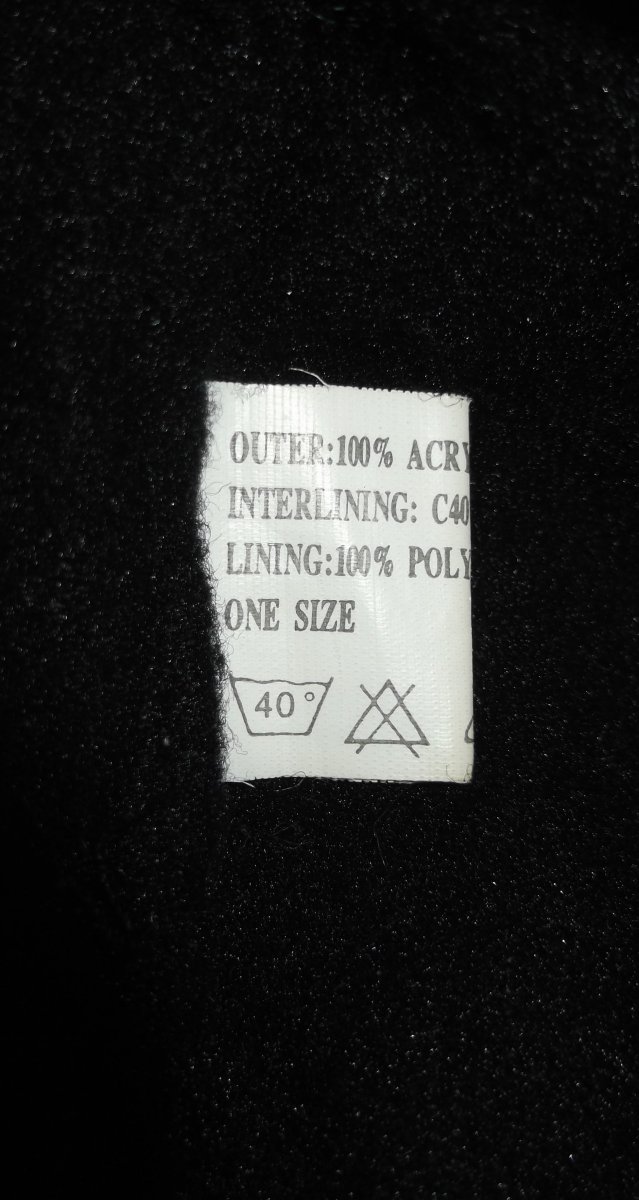 OUTER:100% ACRY
INTERLINING: C40
LINING:100% POLY
ONE SIZE
40°